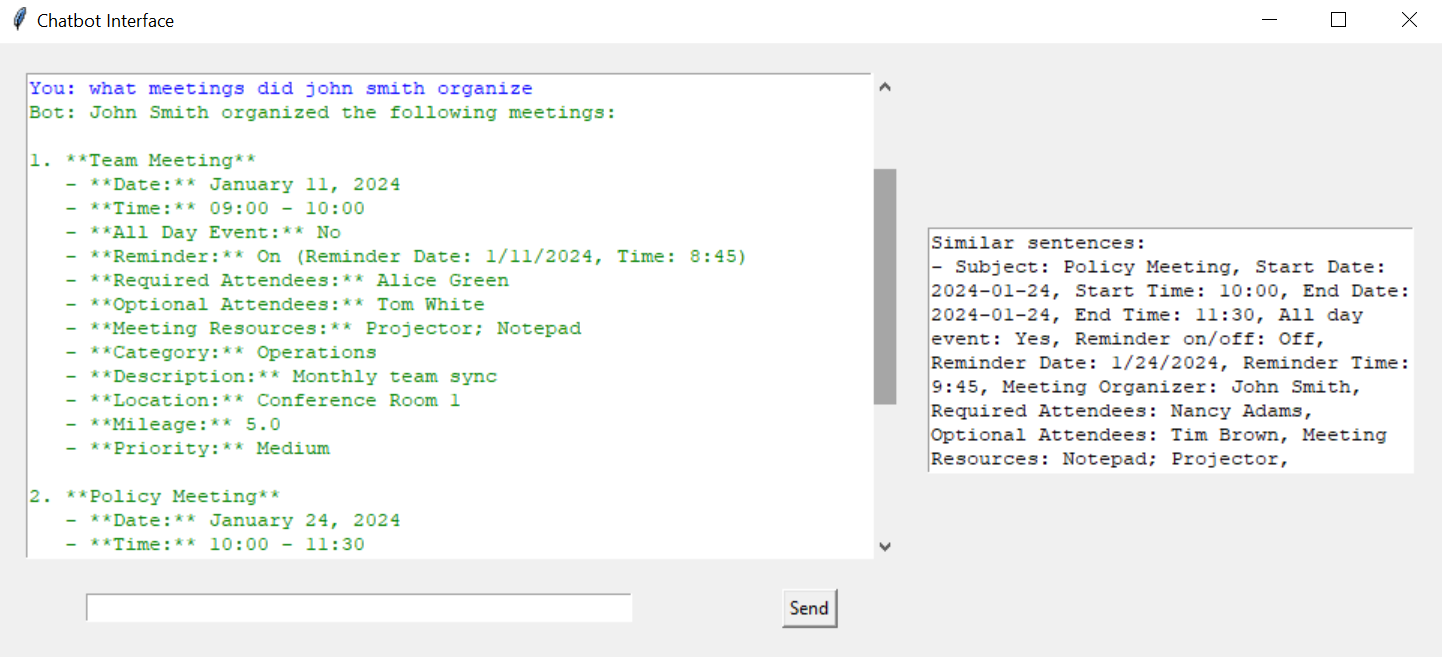 Chatbot Interface
You: what meetings did john smith organize
Bot: John Smith organized the following meetings:
1. **Team Meeting**
- **Date:** January 11, 2024
- **Time:** 09:00 - 10:00
- **All Day Event:** No
- **Reminder:** On (Reminder Date: 1/11/2024, Time: 8:45)
- **Required Attendees:** Alice Green
- **Optional Attendees:** Tom White
- **Meeting Resources:** Projector; Notepad
- **Category:** Operations
- **Description:** Monthly team sync
- **Location:** Conference Room 1
- **Mileage:** 5.0
- **Priority:** Medium
2. **Policy Meeting**
- **Date:** January 24, 2024
- **Time:** 10:00 - 11:30
Similar sentences:
- Subject: Policy Meeting, Start Date:
2024-01-24, Start Time: 10:00, End Date:
2024-01-24, End Time: 11:30, All day
event: Yes, Reminder on/off: Off,
Reminder Date: 1/24/2024, Reminder Time:
9:45, Meeting Organizer: John Smith,
Required Attendees: Nancy Adams,
Optional Attendees: Tim Brown, Meeting
Resources: Notepad; Projector,
Send